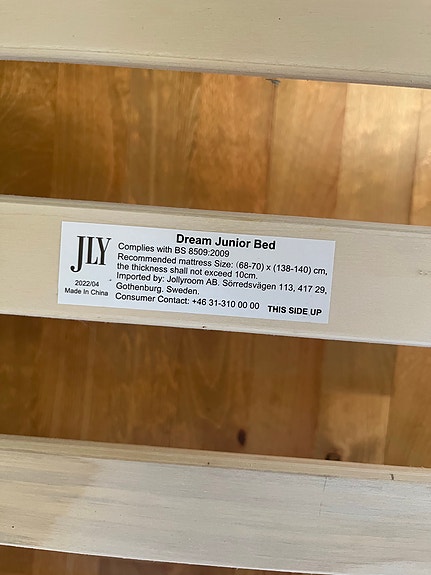 Dream Junior Bed
JLY
Complies with BS 8509:2009
Recommended mattress Size: (68-70) x (138-140) cm,
the thickness shall not exceed 10cm.
Imported by: Jollyroom AB. Sörredsvägen 113, 417 29,
Gothenburg. Sweden.
Consumer Contact: +46 31-310 00 00
2022/04
Made In China
THIS SIDE UP